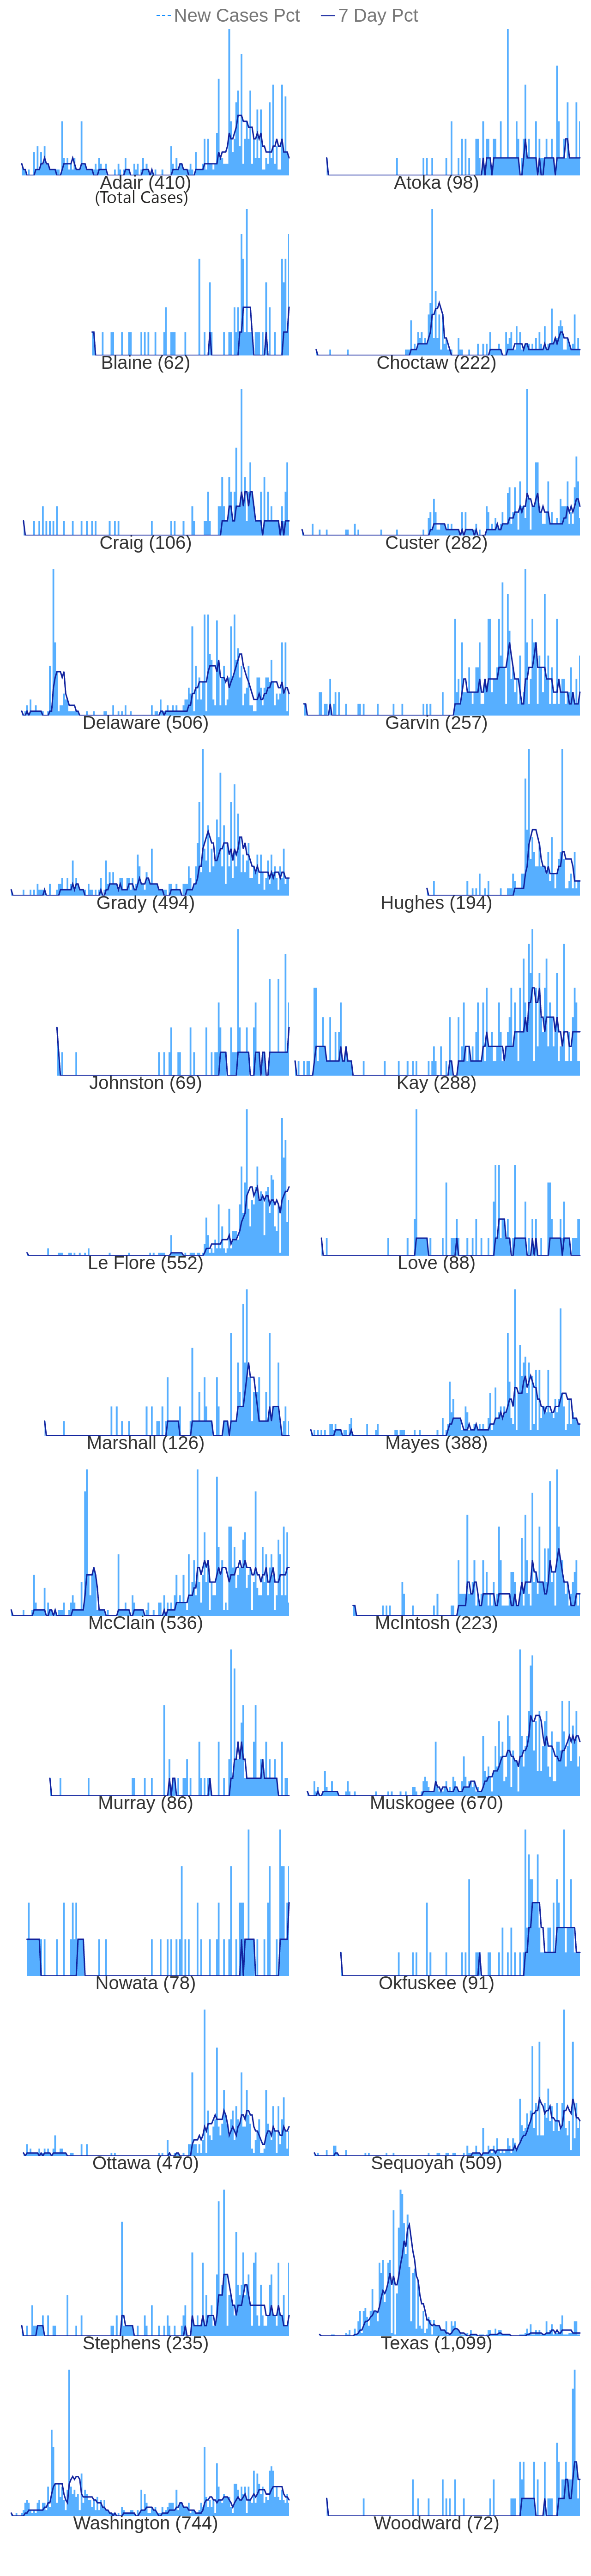 New Cases Pct 7 Day Pct
Adair (410) Atoka (98)
(Total Cases)
Blaine (62) Choctaw (222)
Craig (106) Custer (282)
Delaware (506) Garvin (257)
Grady (494) Hughes (194)
Johnston (69) Kay (288)
Le Flore (552) Love (88)
Marshall (126) Mayes (388)
McClain (536) McIntosh (223)
Murray (86) Muskogee (670)
Nowata (78) Okfuskee (91)
Ottawa (470) Sequoyah (509)
Stephens (235) Texas (1,099)
Washington (744) Woodward (72)